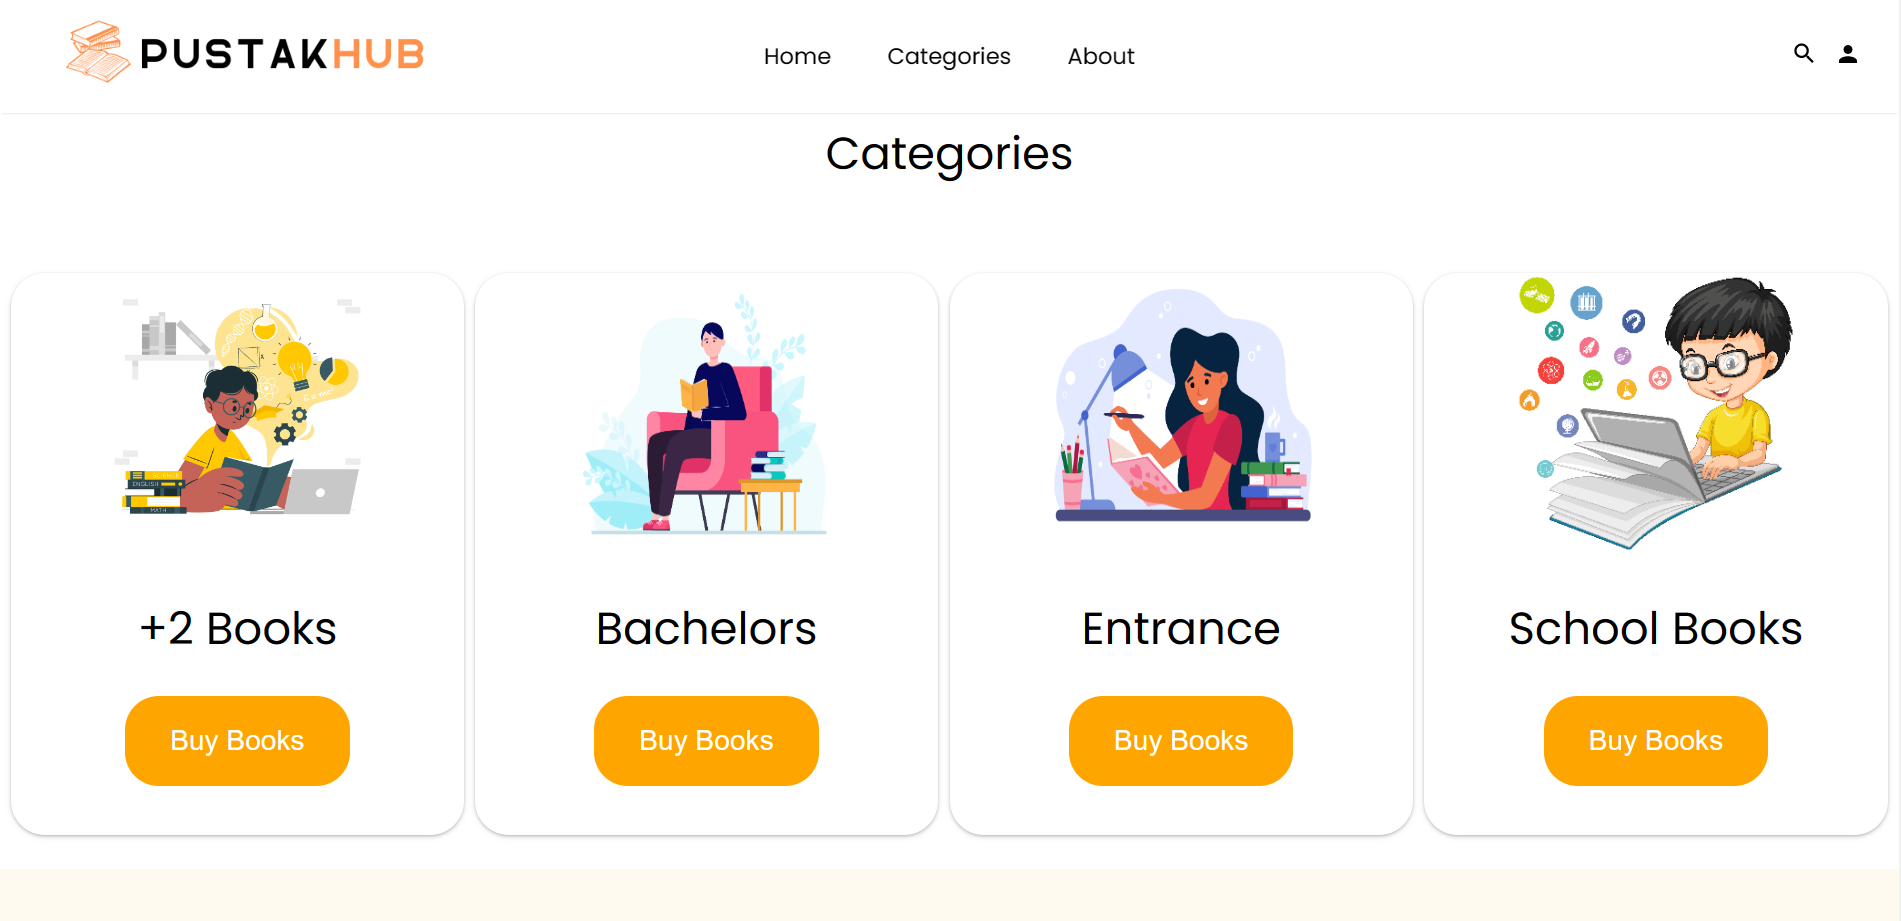 PUSTAKHUB
Home Categories About
Categories
ENGLISH
MATH
+2 Books
Bachelors
Entrance
School Books
Buy Books
Buy Books
Buy Books
Buy Books